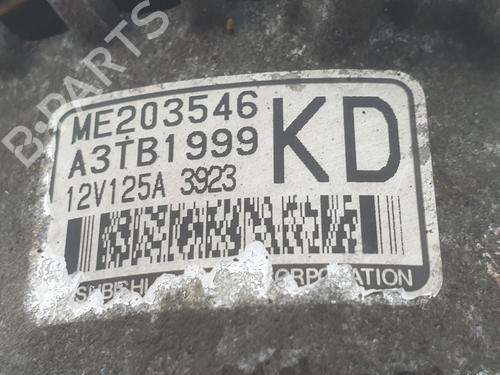 B-PARTS
ME203546
A3TB1999
KD
12V125A 3923
CORPORATION